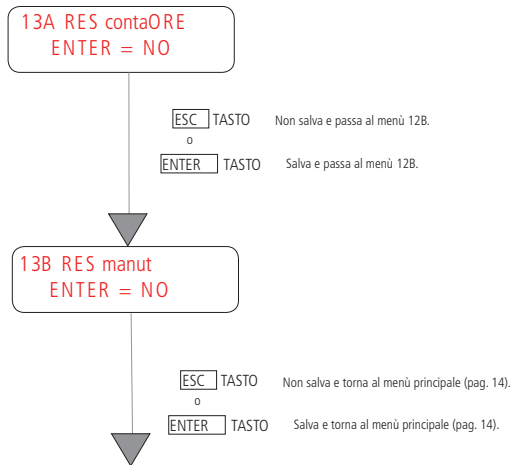 13A RES contaORE
ENTER = NO
ESC TASTO Non salva e passa al menù 12B.
o
ENTER TASTO Salva e passa al menù 12B.
13B RES manut
ENTER = NO
ESC TASTO Non salva e torna al menù principale (pag. 14).
o
ENTER TASTO Salva e torna al menù principale (pag. 14).